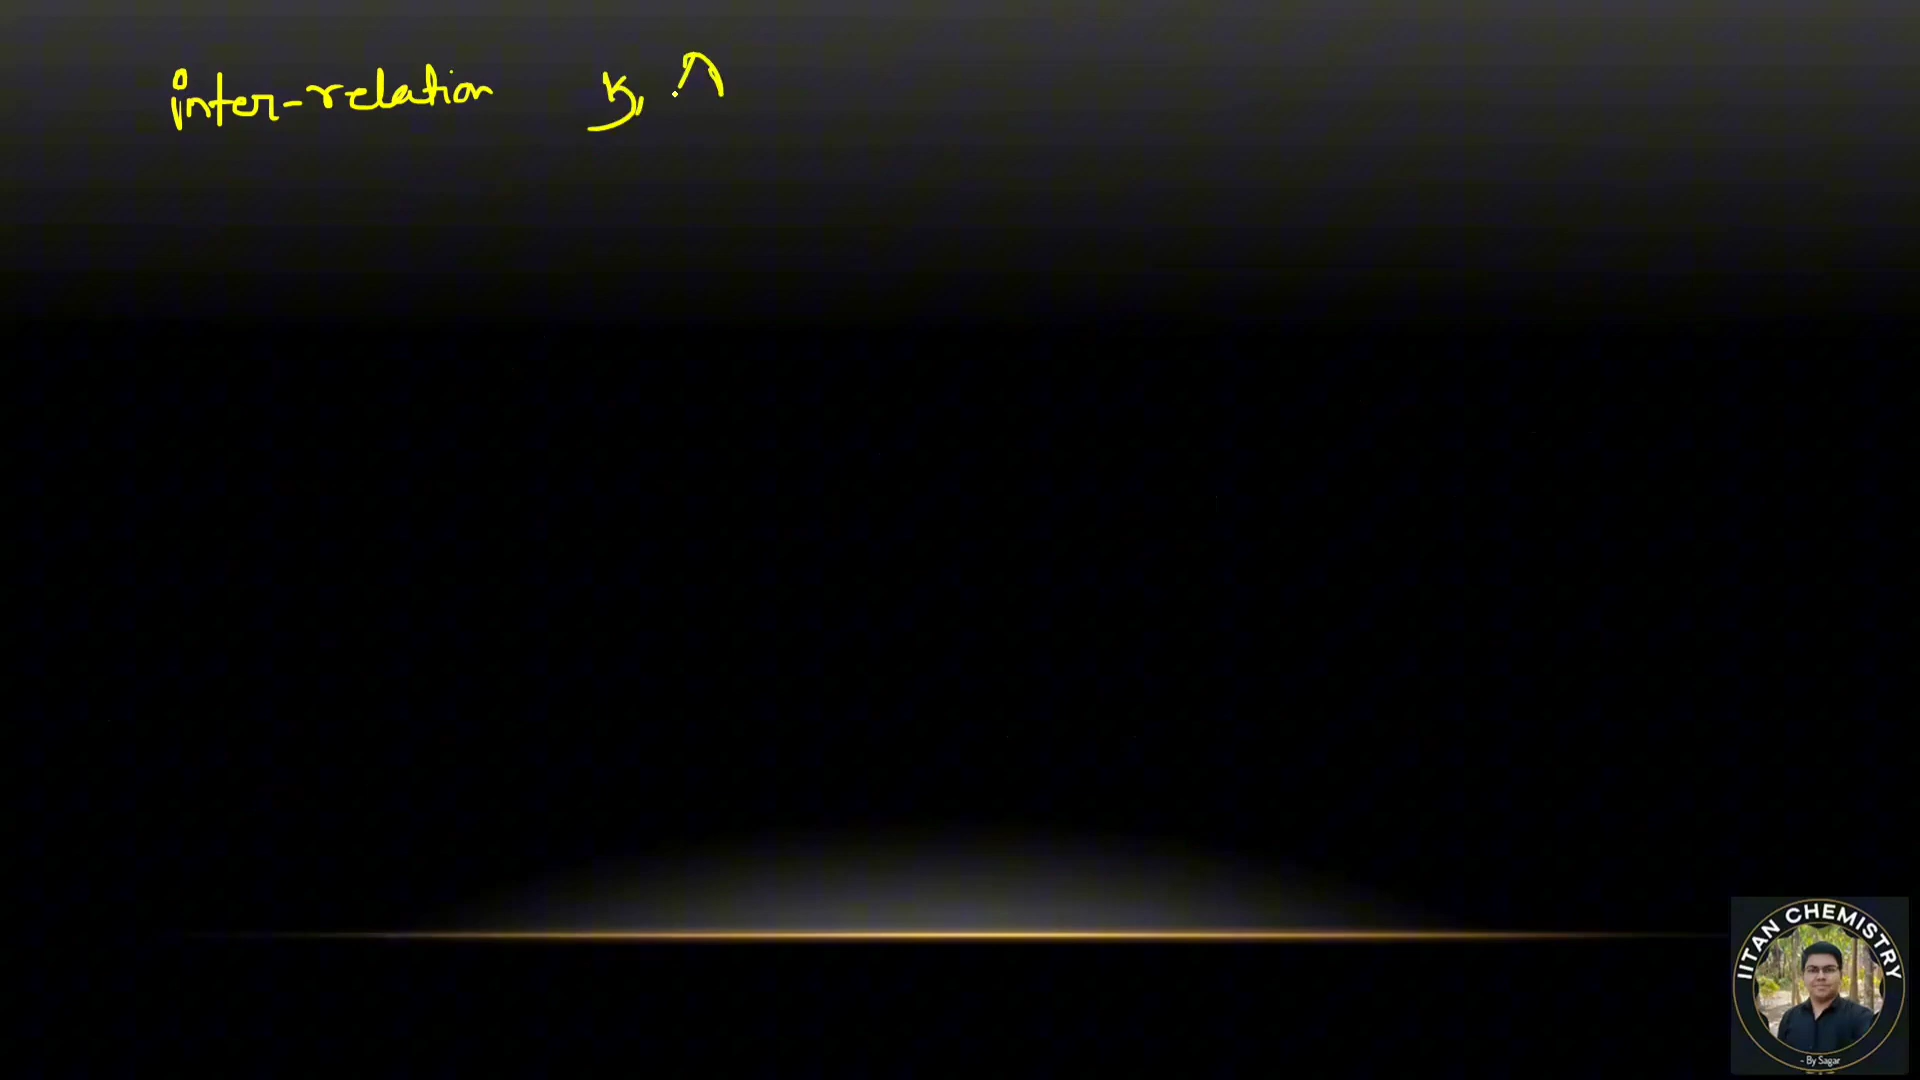 inter-relation κ, Λ
IITAN CHEMISTRY
- By Sagar